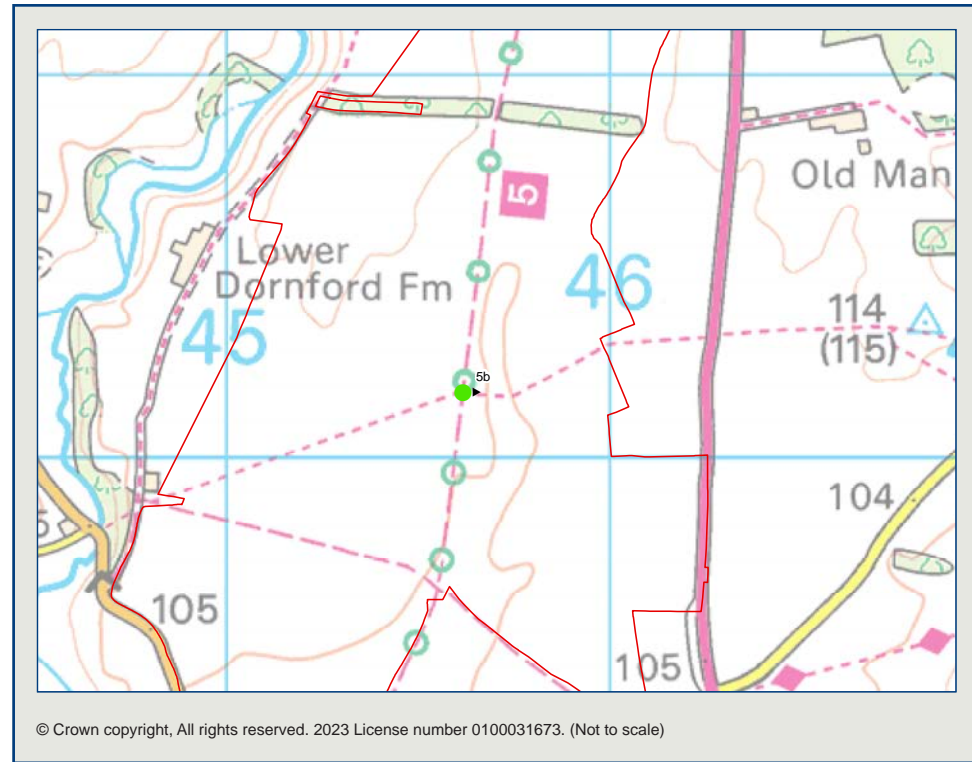 5
Old Man
Lower
Dornford Fm
46
114
(115)
45
5b
104
105
105
© Crown copyright, All rights reserved. 2023 License number 0100031673. (Not to scale)